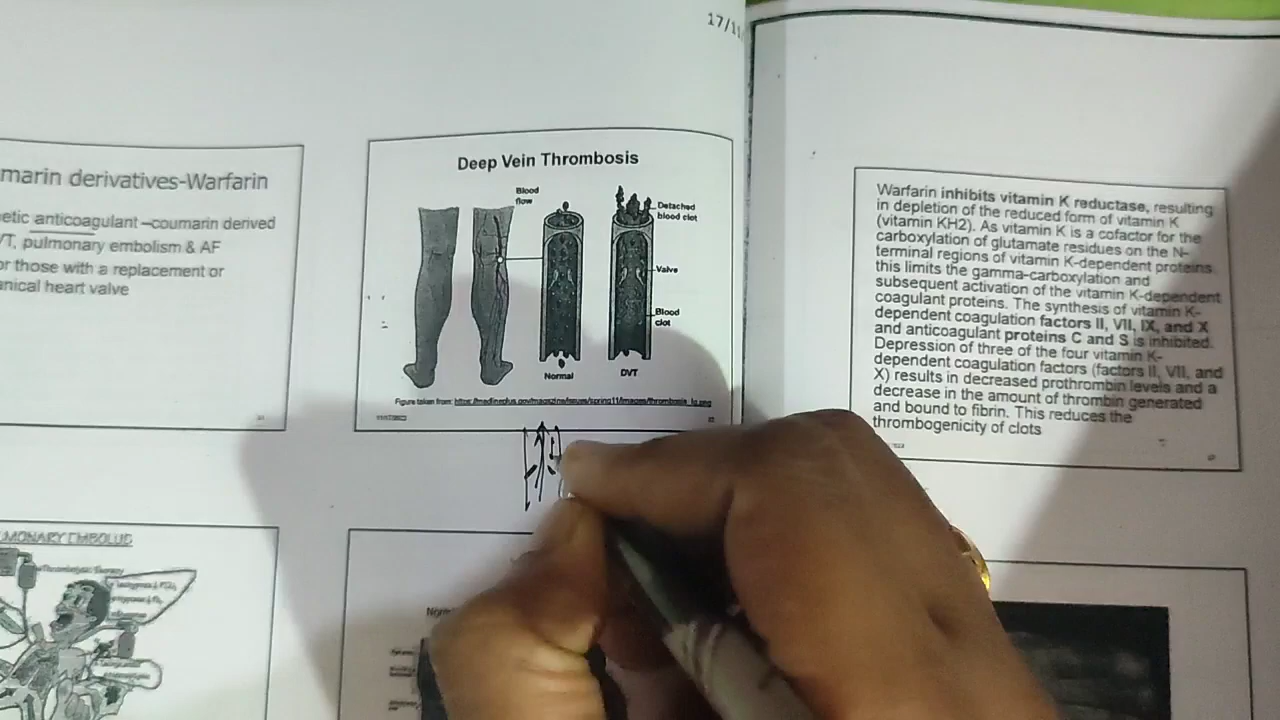 17/11
marin derivatives-Warfarin
etic anticoagulant –coumarin derived
VT, pulmonary embolism & AF
or those with a replacement or
anical heart valve
Deep Vein Thrombosis
Blood
flow
Detached
blood clot
Valve
Blood
clot
Normal
DVT
Figure taken from:
11/17/2023
Warfarin inhibits vitamin K reductase, resulting
in depletion of the reduced form of vitamin K
(vitamin KH2). As vitamin K is a cofactor for the
carboxylation of glutamate residues on the N-
terminal regions of vitamin K-dependent proteins,
this limits the gamma-carboxylation and
subsequent activation of the vitamin K-dependent
coagulant proteins. The synthesis of vitamin K-
dependent coagulation factors II, VII, IX, and X
and anticoagulant proteins C and S is inhibited.
Depression of three of the four vitamin K-
dependent coagulation factors (factors II, VII, and
X) results in decreased prothrombin levels and a
decrease in the amount of thrombin generated
and bound to fibrin. This reduces the
thrombogenicity of clots
MONARY EMBOLUS